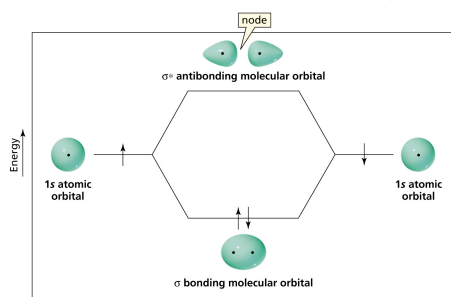 node
σ* antibonding molecular orbital
Energy
1s atomic
orbital
1s atomic
orbital
σ bonding molecular orbital